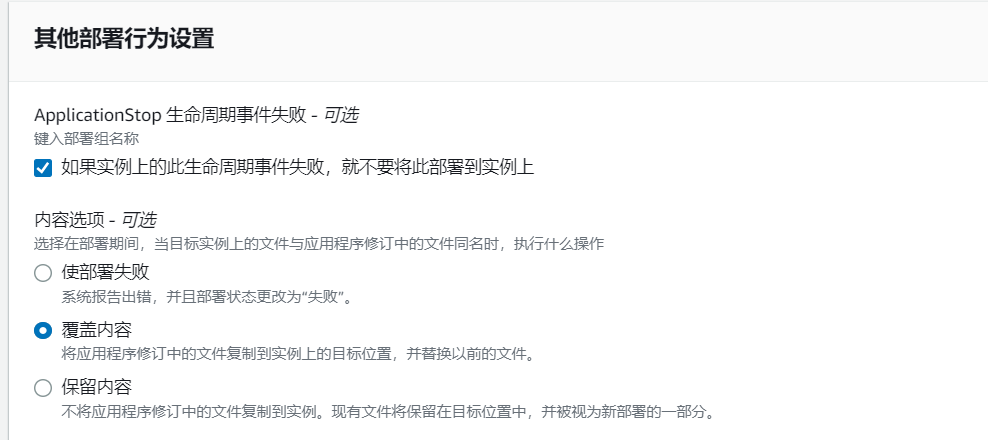 其他部署行为设置
ApplicationStop 生命周期事件失败 - 可选
键入部署组名称
如果实例上的此生命周期事件失败，就不要将此部署到实例上
内容选项 - 可选
选择在部署期间，当目标实例上的文件与应用程序修订中的文件同名时，执行什么操作
使部署失败
系统报告出错，并且部署状态更改为“失败”。
覆盖内容
将应用程序修订中的文件复制到实例上的目标位置，并替换以前的文件。
保留内容
不将应用程序修订中的文件复制到实例。现有文件将保留在目标位置中，并被视为新部署的一部分。